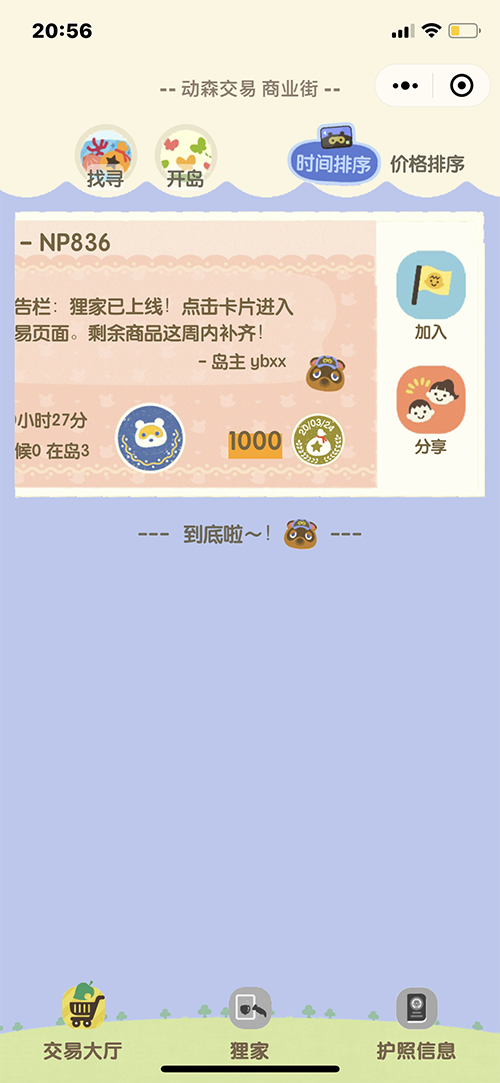 20:56
-- 动森交易 商业街 --
找寻
开岛
时间排序
价格排序
- NP836
告栏：狸家已上线！点击卡片进入
易页面。剩余商品这周内补齐！
- 岛主 ybxx
小时27分
候0 在岛3
1000
20/03/24
加入
分享
--- 到底啦～！ ---
交易大厅
狸家
护照信息